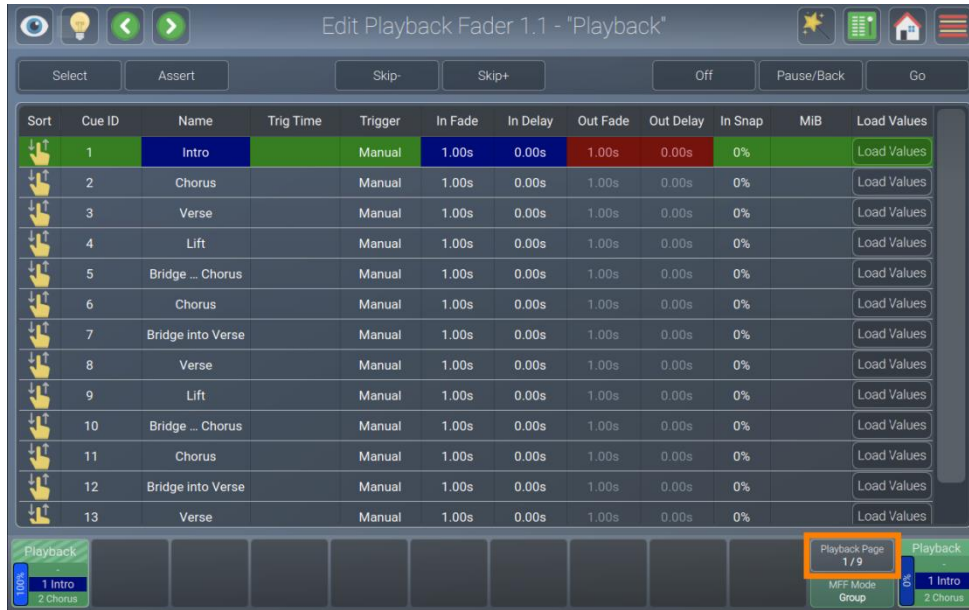 Edit Playback Fader 1.1 - "Playback"
Select Assert Skip- Skip+ Off Pause/Back Go
Sort Cue ID Name Trig Time Trigger In Fade In Delay Out Fade Out Delay In Snap MiB Load Values
1 Intro Manual 1.00s 0.00s 1.00s 0.00s 0% Load Values
2 Chorus Manual 1.00s 0.00s 1.00s 0.00s 0% Load Values
3 Verse Manual 1.00s 0.00s 1.00s 0.00s 0% Load Values
4 Lift Manual 1.00s 0.00s 1.00s 0.00s 0% Load Values
5 Bridge ... Chorus Manual 1.00s 0.00s 1.00s 0.00s 0% Load Values
6 Chorus Manual 1.00s 0.00s 1.00s 0.00s 0% Load Values
7 Bridge into Verse Manual 1.00s 0.00s 1.00s 0.00s 0% Load Values
8 Verse Manual 1.00s 0.00s 1.00s 0.00s 0% Load Values
9 Lift Manual 1.00s 0.00s 1.00s 0.00s 0% Load Values
10 Bridge ... Chorus Manual 1.00s 0.00s 1.00s 0.00s 0% Load Values
11 Chorus Manual 1.00s 0.00s 1.00s 0.00s 0% Load Values
12 Bridge into Verse Manual 1.00s 0.00s 1.00s 0.00s 0% Load Values
13 Verse Manual 1.00s 0.00s 1.00s 0.00s 0% Load Values
Playback
-
100%
1 Intro
2 Chorus
Playback Page
1 / 9
MFF Mode
Group
Playback
-
0%
1 Intro
2 Chorus